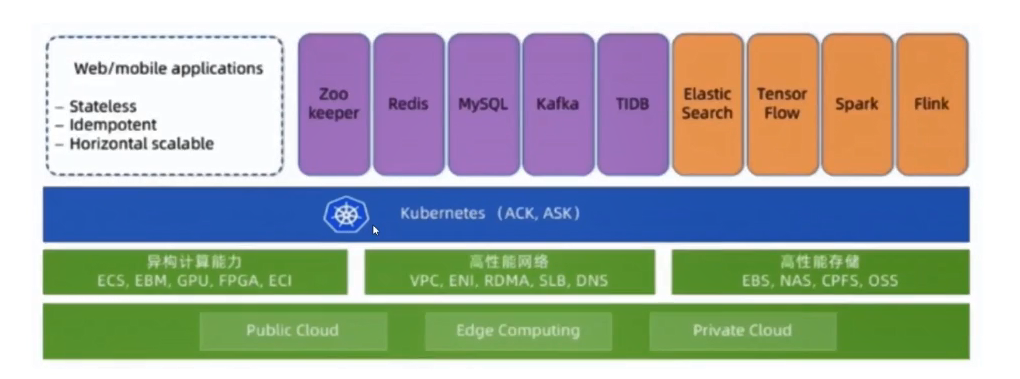 Web/mobile applications
– Stateless
– Idempotent
– Horizontal scalable
Zoo
keeper
Redis
MySQL
Kafka
TIDB
Elastic
Search
Tensor
Flow
Spark
Flink
Kubernetes （ACK, ASK）
异构计算能力
ECS, EBM, GPU, FPGA, ECI
高性能网络
VPC, ENI, RDMA, SLB, DNS
高性能存储
EBS, NAS, CPFS, OSS
Public Cloud
Edge Computing
Private Cloud